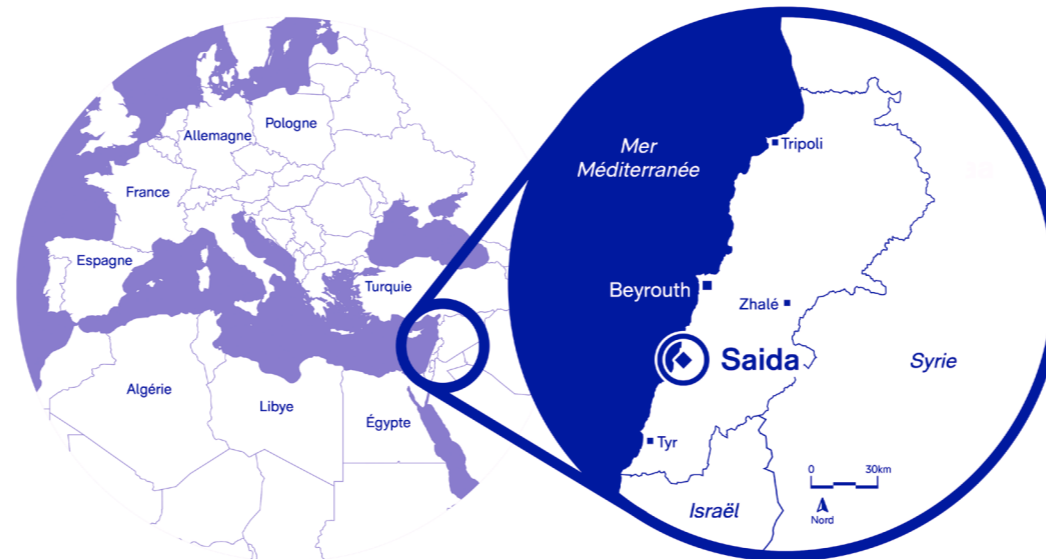 Pologne
Allemagne
France
Espagne
Turquie
Algérie
Libye
Égypte
Mer
Méditerranée
Tripoli
Beyrouth
Zhalé
Saida
Syrie
Tyr
Israël
0 30km
Nord